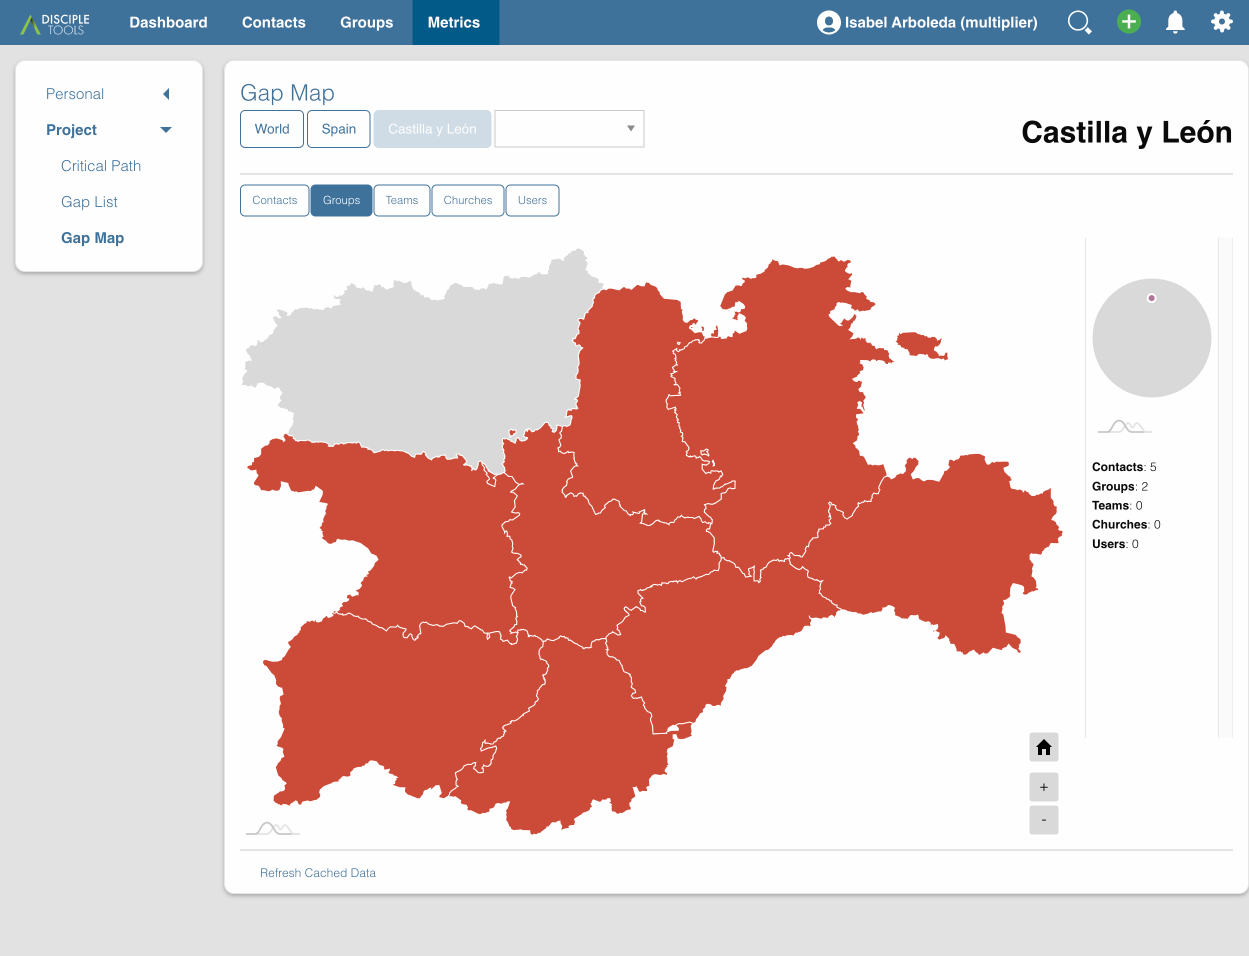 DISCIPLE TOOLS
Dashboard
Contacts
Groups
Metrics
Isabel Arboleda (multiplier)
Personal
Project
Critical Path
Gap List
Gap Map
Gap Map
World
Spain
Castilla y León
Castilla y León
Contacts
Groups
Teams
Churches
Users
Contacts: 5
Groups: 2
Teams: 0
Churches: 0
Users: 0
+
-
Refresh Cached Data